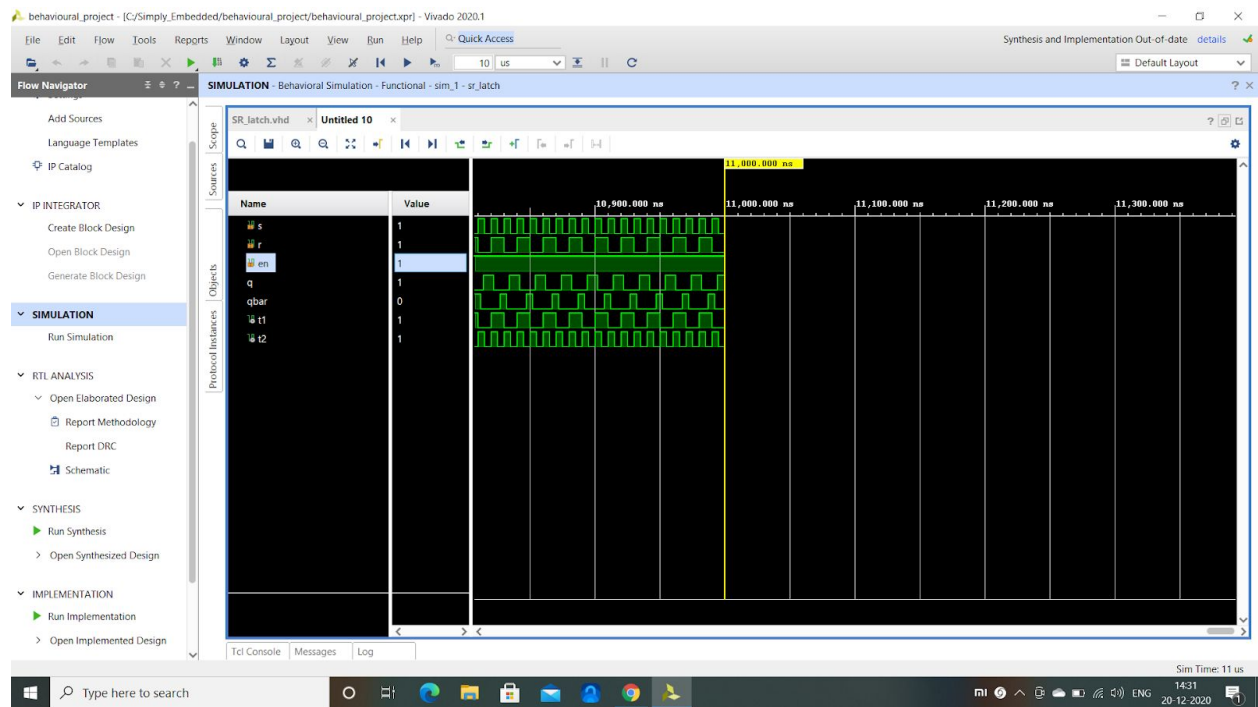 behavioural_project - [C:/Simply_Embedded/behavioural_project/behavioural_project.xpr] - Vivado 2020.1
File Edit Flow Tools Reports Window Layout View Run Help Quick Access
Synthesis and Implementation Out-of-date details
10 us
Default Layout
Flow Navigator
SIMULATION - Behavioral Simulation - Functional - sim_1 - sr_latch
Add Sources
Language Templates
IP Catalog
IP INTEGRATOR
Create Block Design
Open Block Design
Generate Block Design
SIMULATION
Run Simulation
RTL ANALYSIS
Open Elaborated Design
Report Methodology
Report DRC
Schematic
SYNTHESIS
Run Synthesis
Open Synthesized Design
IMPLEMENTATION
Run Implementation
Open Implemented Design
Scope
Sources
Objects
Protocol Instances
SR_latch.vhd
Untitled 10
11,000.000 ns
Name Value
10,900.000 ns 11,000.000 ns 11,100.000 ns 11,200.000 ns 11,300.000 ns
s 1
r 1
en 1
q 1
qbar 0
t1 1
t2 1
Tcl Console Messages Log
Sim Time: 11 us
Type here to search
ENG
14:31
20-12-2020
1